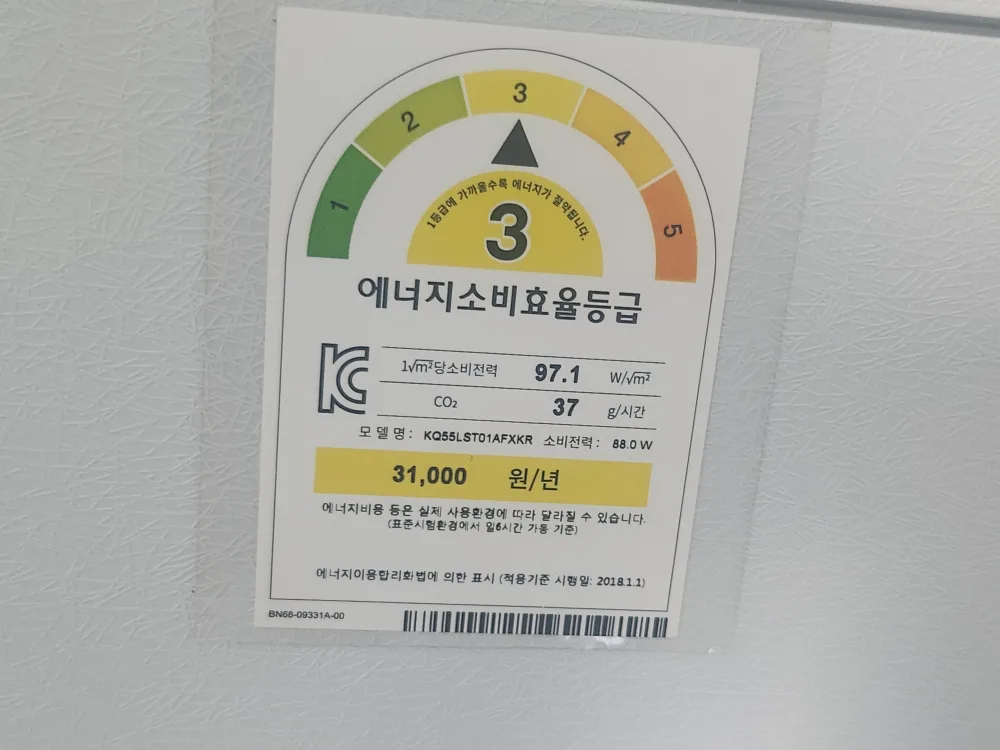 1
2
3
4
5
1등급에 가까울수록 에너지가 절약됩니다.
3
에너지소비효율등급
KC
1√m²당소비전력 97.1 W/√m²
CO₂ 37 g/시간
모델명: KQ55LST01AFXKR 소비전력: 88.0 W
31,000 원/년
에너지비용 등은 실제 사용환경에 따라 달라질 수 있습니다.
(표준시험환경에서 일6시간 가동 기준)
에너지이용합리화법에 의한 표시 (적용기준 시행일: 2018.1.1)
BN68-09331A-00